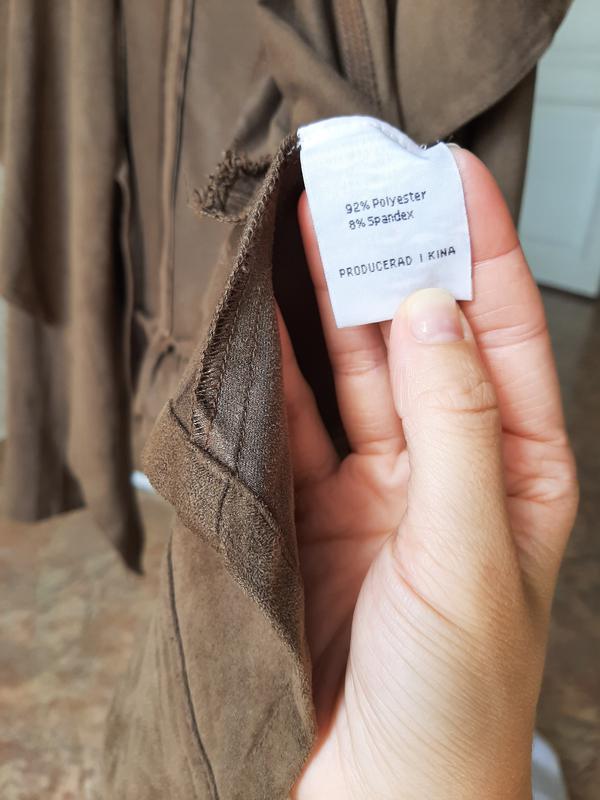 92% Polyester
8% Spandex
PRODUCERAD I KINA